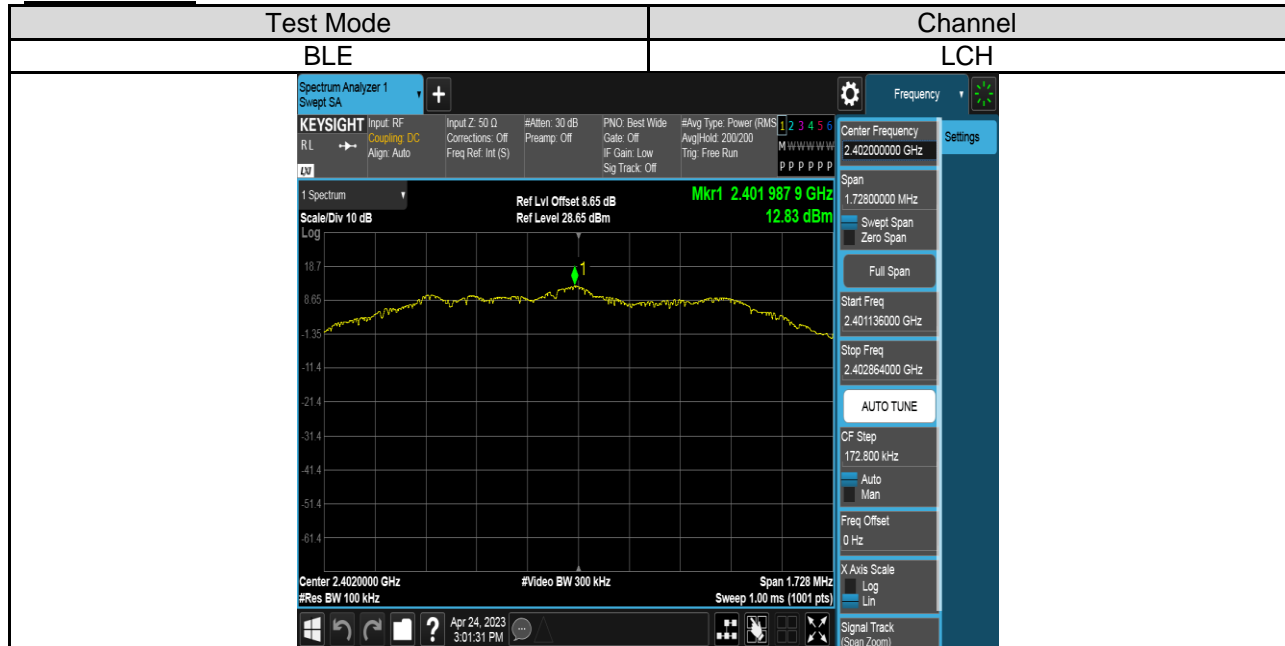 Test Mode
Channel
BLE
LCH
Spectrum Analyzer 1
Swept SA
+
Frequency
KEYSIGHT
RL
LXI
Input: RF
Coupling: DC
Align: Auto
Input Z: 50 Ω
Corrections: Off
Freq Ref: Int (S)
#Atten: 30 dB
Preamp: Off
PNO: Best Wide
Gate: Off
IF Gain: Low
Sig Track: Off
#Avg Type: Power (RMS
Avg|Hold: 200/200
Trig: Free Run
1 2 3 4 5 6
M W W W W W
P P P P P P
1 Spectrum
Scale/Div 10 dB
Log
Ref Lvl Offset 8.65 dB
Ref Level 28.65 dBm
Mkr1 2.401 987 9 GHz
12.83 dBm
1
18.7
8.65
-1.35
-11.4
-21.4
-31.4
-41.4
-51.4
-61.4
Center 2.4020000 GHz
#Res BW 100 kHz
#Video BW 300 kHz
Span 1.728 MHz
Sweep 1.00 ms (1001 pts)
?
Apr 24, 2023
3:01:31 PM
Center Frequency
2.402000000 GHz
Settings
Span
1.72800000 MHz
Swept Span
Zero Span
Full Span
Start Freq
2.401136000 GHz
Stop Freq
2.402864000 GHz
AUTO TUNE
CF Step
172.800 kHz
Auto
Man
Freq Offset
0 Hz
X Axis Scale
Log
Lin
Signal Track
(Span Zoom)